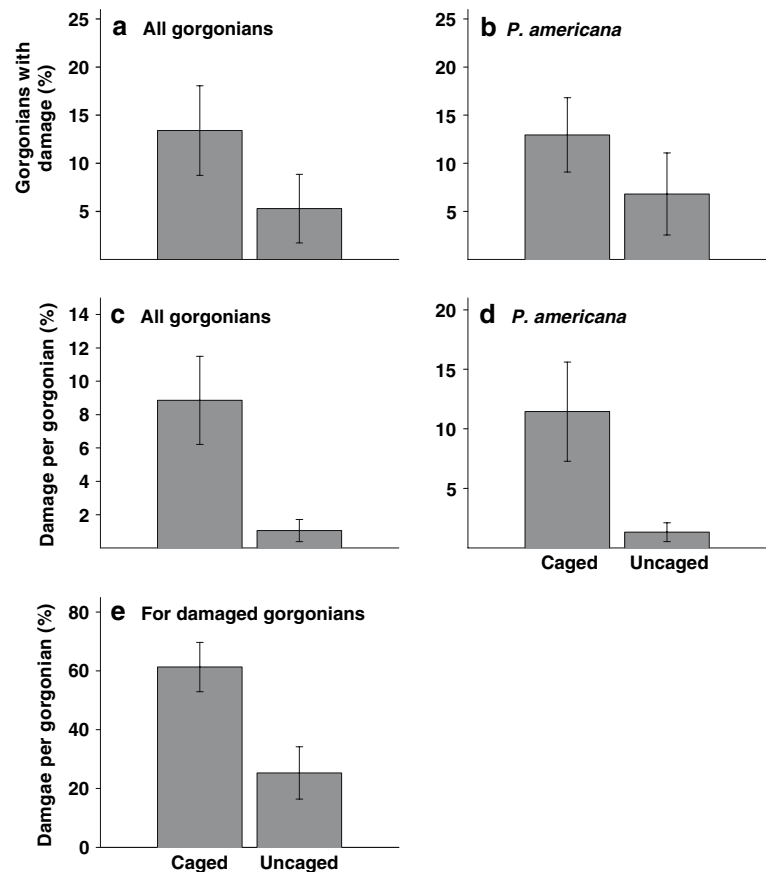 a All gorgonians
b P. americana
Gorgonians with
damage (%)
25
20
15
10
5
25
20
15
10
5
c All gorgonians
d P. americana
Damage per gorgonian (%)
14
12
10
8
6
4
2
20
15
10
5
Caged Uncaged
e For damaged gorgonians
Damgae per gorgonian (%)
80
60
40
20
0
Caged Uncaged